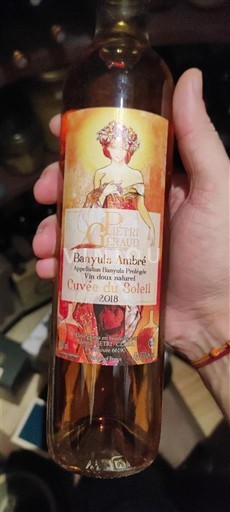 PIETRI
GÉRAUD
Banyuls Ambré
Appellation Banyuls Protégée
Vin doux naturel
Cuvée du Soleil
2018